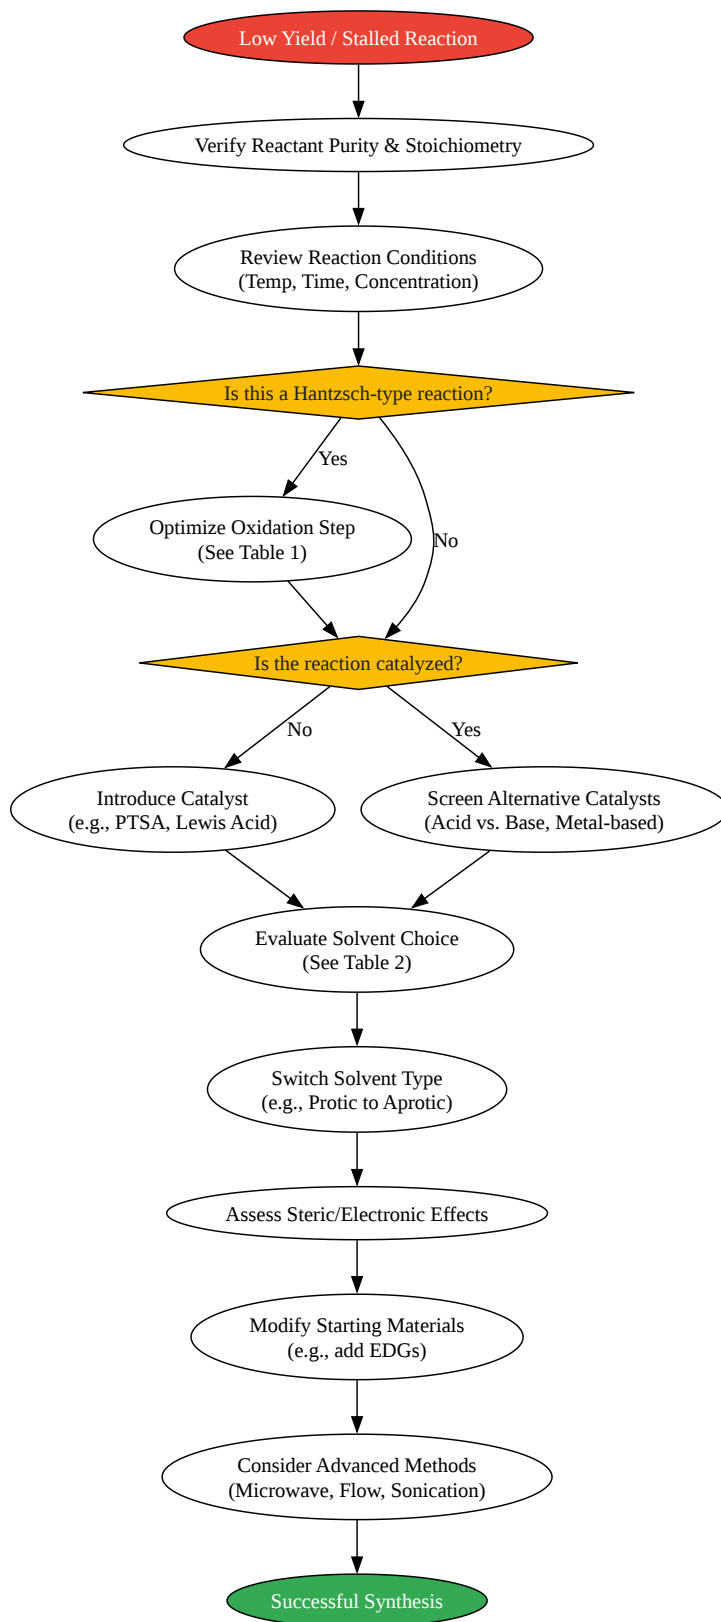 Low Yield / Stalled Reaction
Verify Reactant Purity & Stoichiometry
Review Reaction Conditions
(Temp, Time, Concentration)
Is this a Hantzsch-type reaction?
Yes
Optimize Oxidation Step
(See Table 1)
No
Is the reaction catalyzed?
No
Yes
Introduce Catalyst
(e.g., PTSA, Lewis Acid)
Screen Alternative Catalysts
(Acid vs. Base, Metal-based)
Evaluate Solvent Choice
(See Table 2)
Switch Solvent Type
(e.g., Protic to Aprotic)
Assess Steric/Electronic Effects
Modify Starting Materials
(e.g., add EDGs)
Consider Advanced Methods
(Microwave, Flow, Sonication)
Successful Synthesis